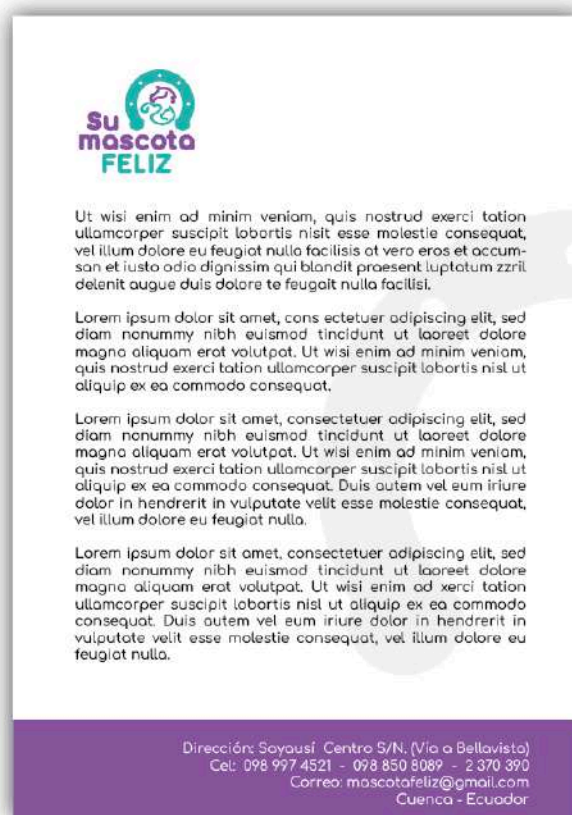 Su
mascota
FELIZ
Ut wisi enim ad minim veniam, quis nostrud exerci tation
ullamcorper suscipit lobortis nisit esse molestie consequat,
vel illum dolore eu feugiat nulla facilisis at vero eros et accum-
san et iusto odio dignissim qui blandit praesent luptatum zzril
delenit augue duis dolore te feugait nulla facilisi.
Lorem ipsum dolor sit amet, cons ectetuer adipiscing elit, sed
diam nonummy nibh euismod tincidunt ut laoreet dolore
magna aliquam erat volutpat. Ut wisi enim ad minim veniam,
quis nostrud exerci tation ullamcorper suscipit lobortis nisl ut
aliquip ex ea commodo consequat.
Lorem ipsum dolor sit amet, consectetuer adipiscing elit, sed
diam nonummy nibh euismod tincidunt ut laoreet dolore
magna aliquam erat volutpat. Ut wisi enim ad minim veniam,
quis nostrud exerci tation ullamcorper suscipit lobortis nisl ut
aliquip ex ea commodo consequat. Duis autem vel eum iriure
dolor in hendrerit in vulputate velit esse molestie consequat,
vel illum dolore eu feugiat nulla.
Lorem ipsum dolor sit amet, consectetuer adipiscing elit, sed
diam nonummy nibh euismod tincidunt ut laoreet dolore
magna aliquam erat volutpat. Ut wisi enim ad xerci tation
ullamcorper suscipit lobortis nisl ut aliquip ex ea commodo
consequat. Duis autem vel eum iriure dolor in hendrerit in
vulputate velit esse molestie consequat, vel illum dolore eu
feugiat nulla.
Dirección: Sayausí Centro S/N. (Vía a Bellavista)
Cel: 098 997 4521 - 098 850 8089 - 2 370 390
Correo: mascotafeliz@gmail.com
Cuenca - Ecuador